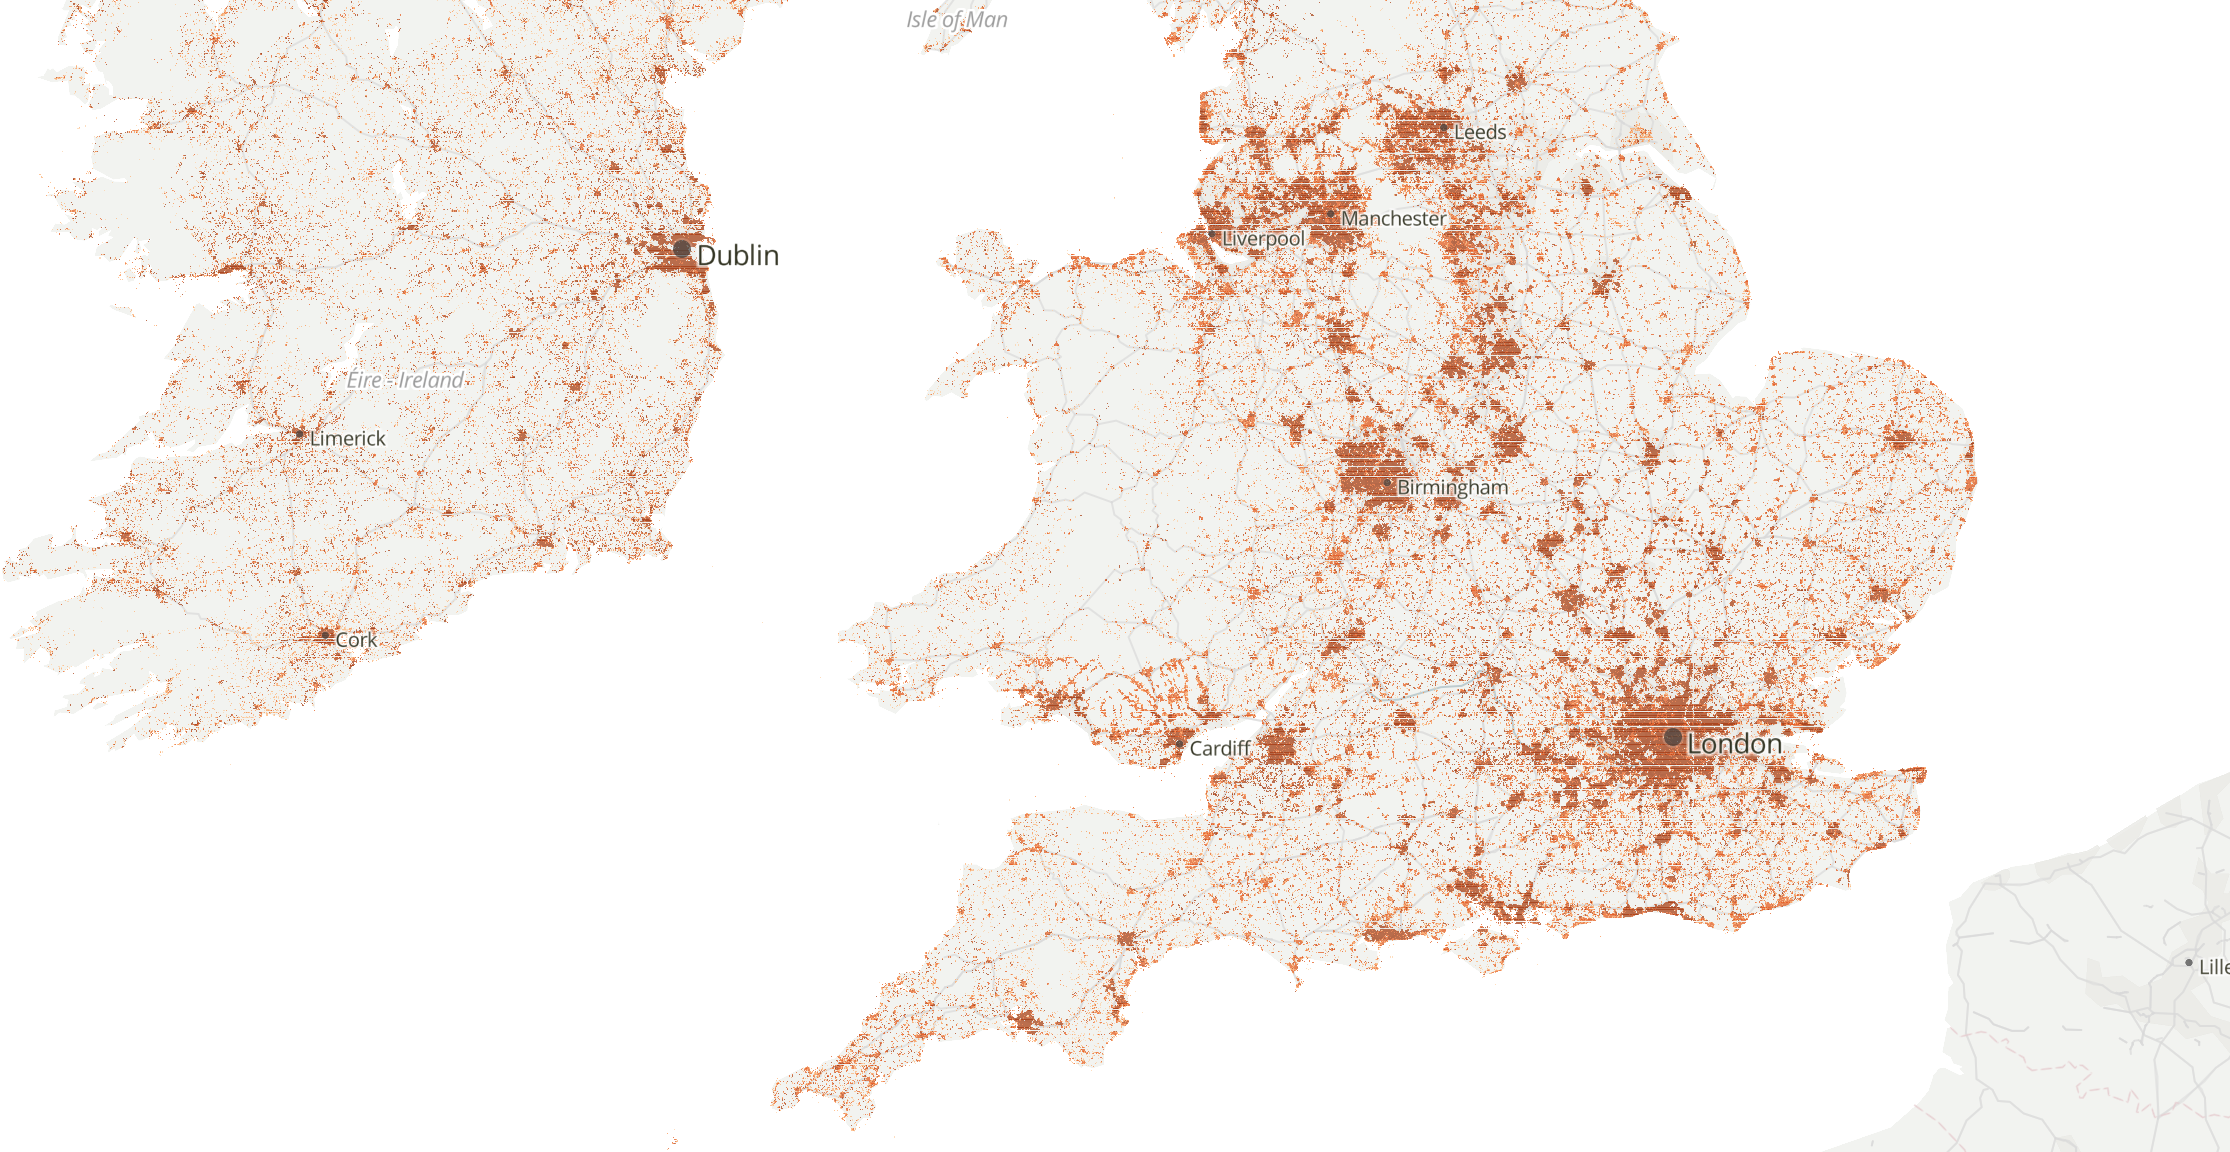 Isle of Man
Leeds
Manchester
Liverpool
Dublin
Éire - Ireland
Limerick
Birmingham
Cork
Cardiff
London
Lille